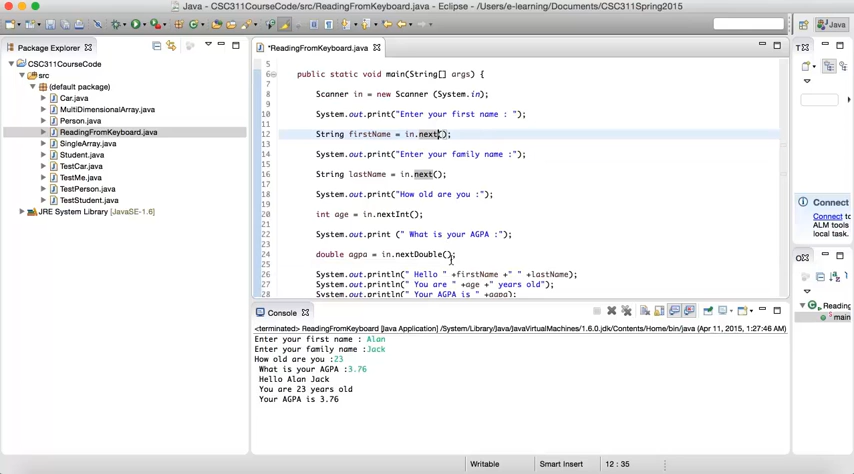 Java - CSC311CourseCode/src/ReadingFromKeyboard.java - Eclipse - /Users/e-learning/Documents/CSC311Spring2015
Java
Package Explorer
CSC311CourseCode
src
(default package)
Car.java
MultiDimensionalArray.java
Person.java
ReadingFromKeyboard.java
SingleArray.java
Student.java
TestCar.java
TestMe.java
TestPerson.java
TestStudent.java
JRE System Library [JavaSE-1.6]
*ReadingFromKeyboard.java
5
6 public static void main(String[] args) {
7
8 Scanner in = new Scanner (System.in);
9
10 System.out.print("Enter your first name : ");
11
12 String firstName = in.next();
13
14 System.out.print("Enter your family name :");
15
16 String lastName = in.next();
17
18 System.out.print("How old are you :");
19
20 int age = in.nextInt();
21
22 System.out.print (" What is your AGPA :");
23
24 double agpa = in.nextDouble();
25
26 System.out.println(" Hello " +firstName +" " +lastName);
27 System.out.println(" You are " +age +" years old");
28 System.out.println(" Your AGPA is " +agpa);
Console
<terminated> ReadingFromKeyboard [Java Application] /System/Library/Java/JavaVirtualMachines/1.6.0.jdk/Contents/Home/bin/java (Apr 11, 2015, 1:27:46 AM)
Enter your first name : Alan
Enter your family name :Jack
How old are you :23
What is your AGPA :3.76
Hello Alan Jack
You are 23 years old
Your AGPA is 3.76
Connect
Connect to
ALM tools
local task.
Reading
main
Writable
Smart Insert
12 : 35